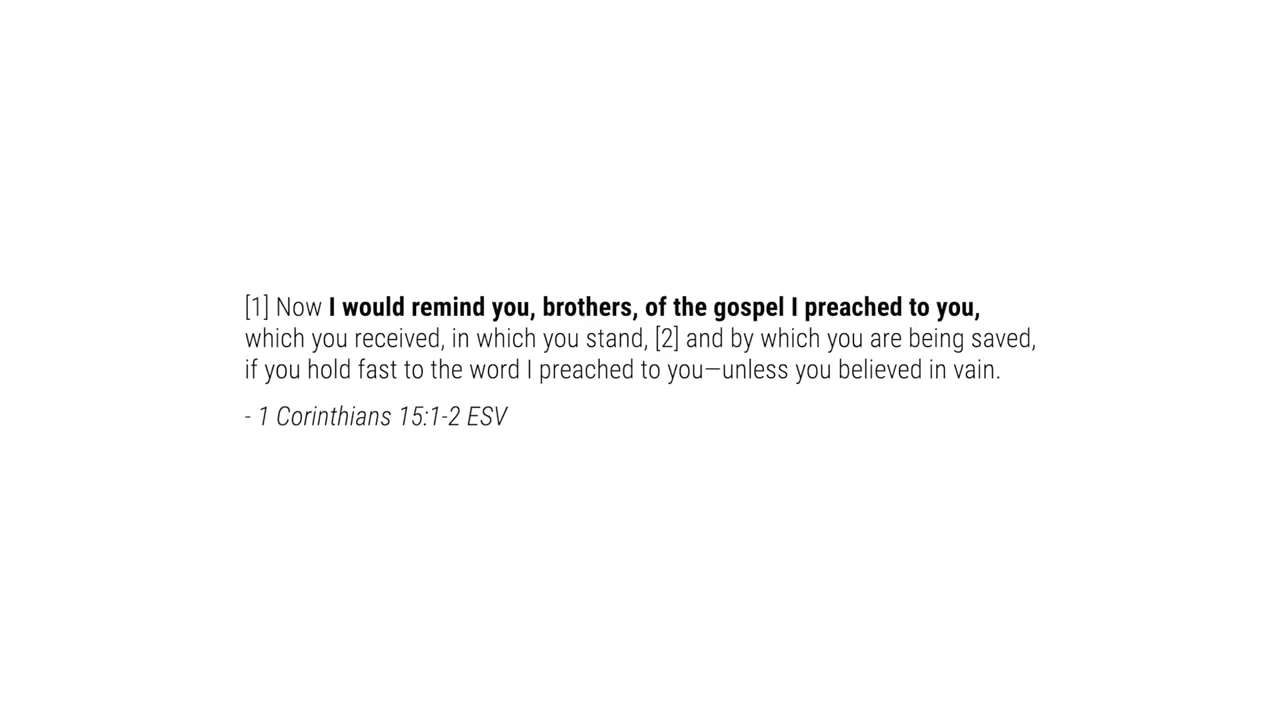 [1] Now I would remind you, brothers, of the gospel I preached to you,
which you received, in which you stand, [2] and by which you are being saved,
if you hold fast to the word I preached to you—unless you believed in vain.
- 1 Corinthians 15:1-2 ESV